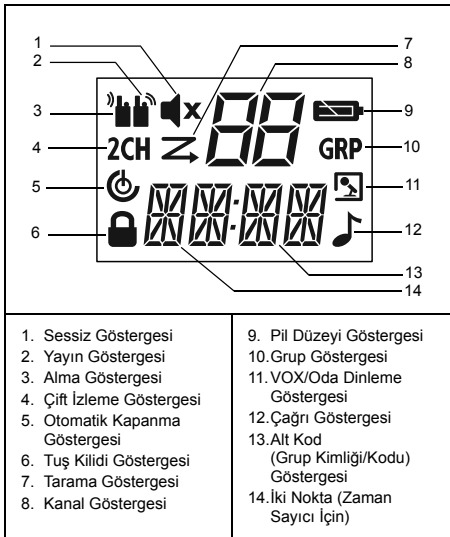 1
2
3
4
5
6
7
8
9
10
11
12
13
14
2CH
88
GRP
1. Sessiz Göstergesi
2. Yayın Göstergesi
3. Alma Göstergesi
4. Çift İzleme Göstergesi
5. Otomatik Kapanma
Göstergesi
6. Tuş Kilidi Göstergesi
7. Tarama Göstergesi
8. Kanal Göstergesi
9. Pil Düzeyi Göstergesi
10.Grup Göstergesi
11.VOX/Oda Dinleme
Göstergesi
12.Çağrı Göstergesi
13.Alt Kod
(Grup Kimliği/Kodu)
Göstergesi
14.İki Nokta (Zaman
Sayıcı İçin)